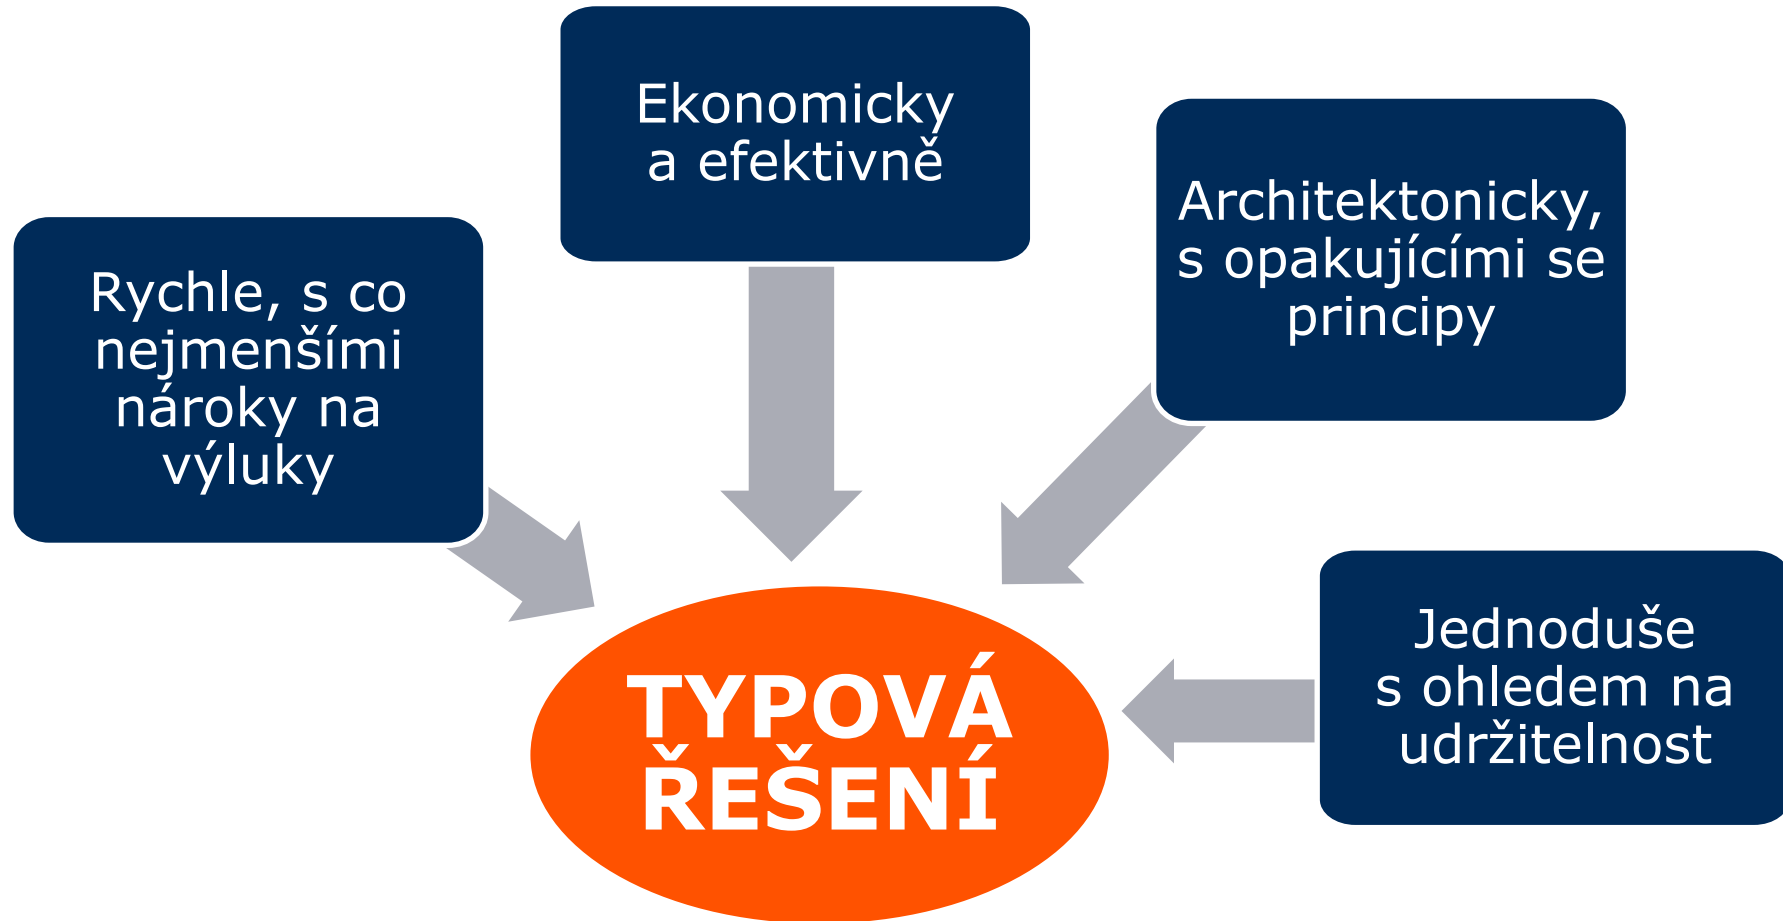 Ekonomicky
a efektivně
Architektonicky,
s opakujícími se
principy
Rychle, s co
nejmenšími
nároky na
výluky
Jednoduše
s ohledem na
udržitelnost
TYPOVÁ
ŘEŠENÍ